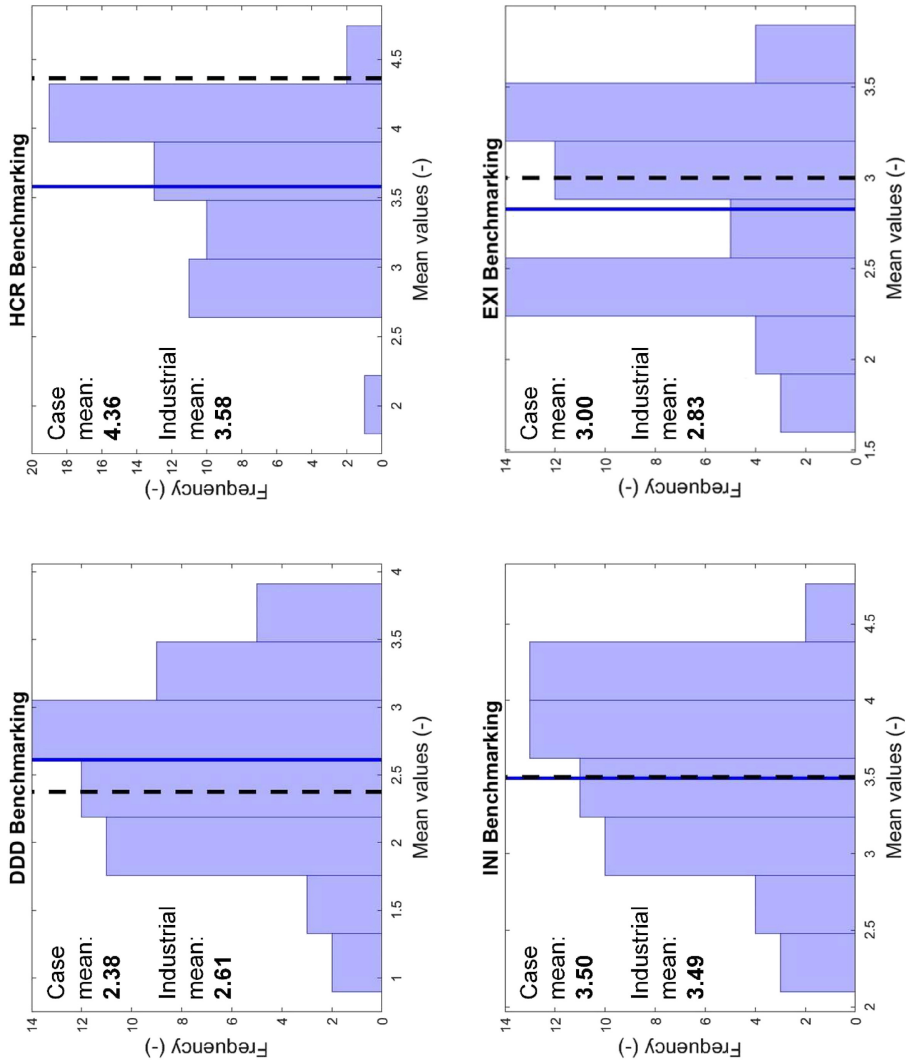 DDD Benchmarking
Case
mean:
2.38
Industrial
mean:
2.61
Frequency (-)
14
12
10
8
6
4
2
0
1 1.5 2 2.5 3 3.5 4
Mean values (-)
HCR Benchmarking
Case
mean:
4.36
Industrial
mean:
3.58
Frequency (-)
20
18
16
14
12
10
8
6
4
2
0
2 2.5 3 3.5 4 4.5
Mean values (-)
INI Benchmarking
Case
mean:
3.50
Industrial
mean:
3.49
Frequency (-)
14
12
10
8
6
4
2
0
2 2.5 3 3.5 4 4.5
Mean values (-)
EXI Benchmarking
Case
mean:
3.00
Industrial
mean:
2.83
Frequency (-)
14
12
10
8
6
4
2
0
1.5 2 2.5 3 3.5
Mean values (-)